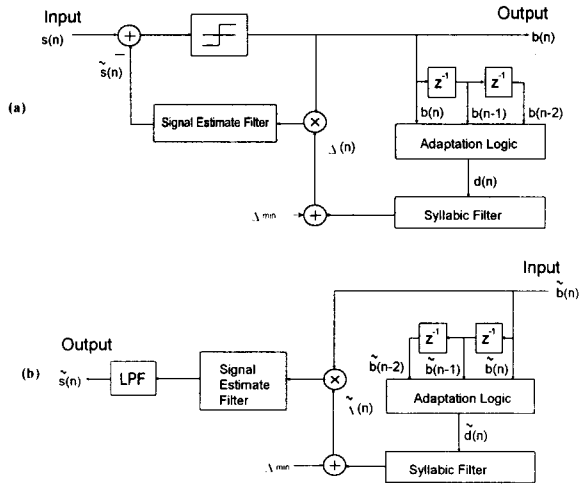 Input
Output
s(n)
+
b(n)
−
s̃(n)
z⁻¹
z⁻¹
(a)
Signal Estimate Filter
×
Δ(n)
b(n)
b(n-1)
b(n-2)
Adaptation Logic
d(n)
Δ min
+
Syllabic Filter
Input
b̃(n)
Output
z⁻¹
z⁻¹
(b)
s̃(n)
LPF
Signal
Estimate
Filter
×
b̃(n-2)
b̃(n-1)
b̃(n)
Δ̃(n)
Adaptation Logic
d̃(n)
Δ min
+
Syllabic Filter